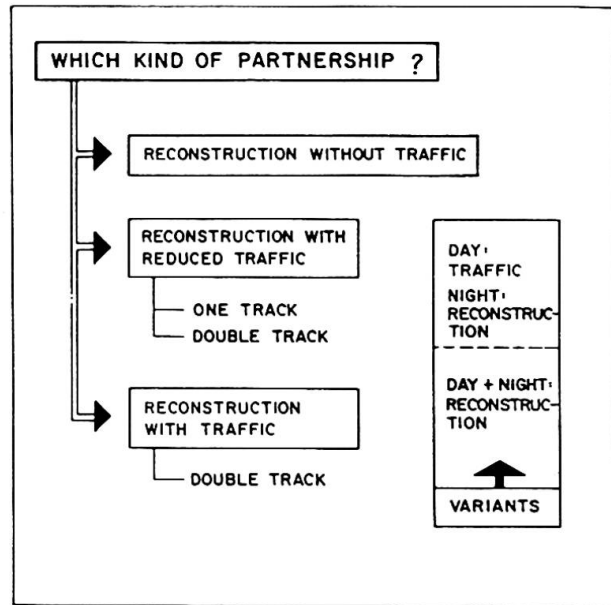 WHICH KIND OF PARTNERSHIP ?
RECONSTRUCTION WITHOUT TRAFFIC
RECONSTRUCTION WITH
REDUCED TRAFFIC
ONE TRACK
DOUBLE TRACK
RECONSTRUCTION
WITH TRAFFIC
DOUBLE TRACK
DAY:
TRAFFIC
NIGHT:
RECONSTRUC-
TION
DAY + NIGHT:
RECONSTRUC-
TION
VARIANTS